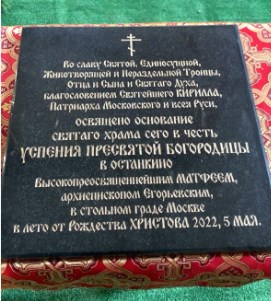 Во славу Святой, Единосущной,
Животворящей и Нераздельной Троицы,
Отца и Сына и Святаго Духа,
благословением Святейшего КИРИЛЛА,
Патриарха Московского и всея Руси,
освящено основание
святаго храма сего в честь
УСПЕНИЯ ПРЕСВЯТОЙ БОГОРОДИЦЫ
в останкино
Высокопреосвященнейшим МАТФЕЕМ,
архиепископом Егорьевским,
в стольном граде Москве
в лето от Рождества ХРИСТОВА 2022, 5 мая.